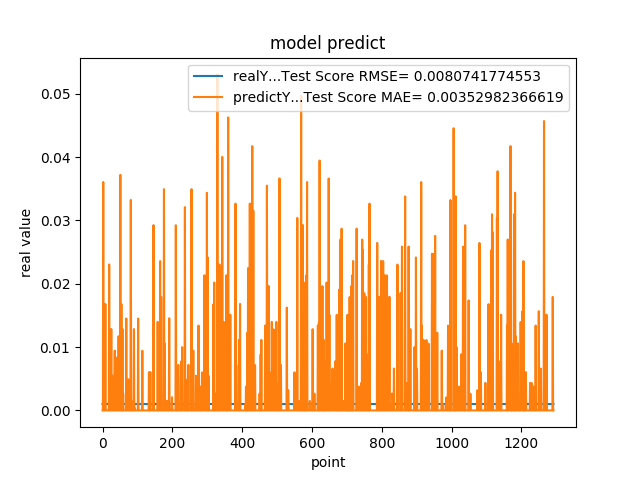 model predict
realY...Test Score RMSE= 0.0080741774553
predictY...Test Score MAE= 0.00352982366619
0.05
0.04
0.03
0.02
0.01
0.00
real value
0 200 400 600 800 1000 1200
point